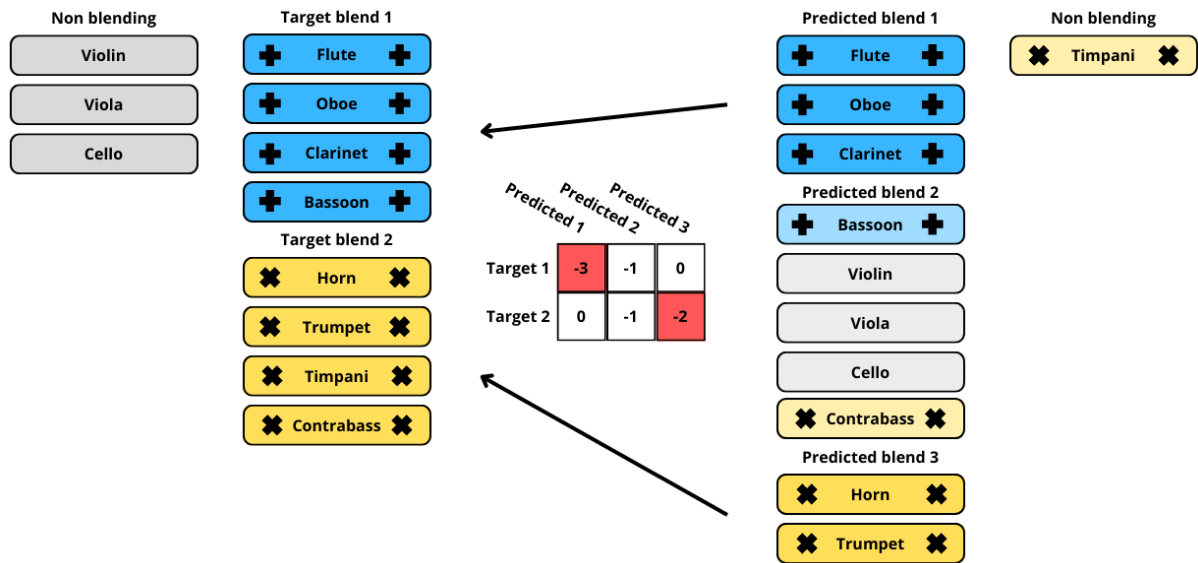 Non blending
Violin
Viola
Cello
Target blend 1
Flute
Oboe
Clarinet
Bassoon
Target blend 2
Horn
Trumpet
Timpani
Contrabass
Predicted 1
Predicted 2
Predicted 3
Target 1 -3 -1 0
Target 2 0 -1 -2
Predicted blend 1
Flute
Oboe
Clarinet
Predicted blend 2
Bassoon
Violin
Viola
Cello
Contrabass
Predicted blend 3
Horn
Trumpet
Non blending
Timpani